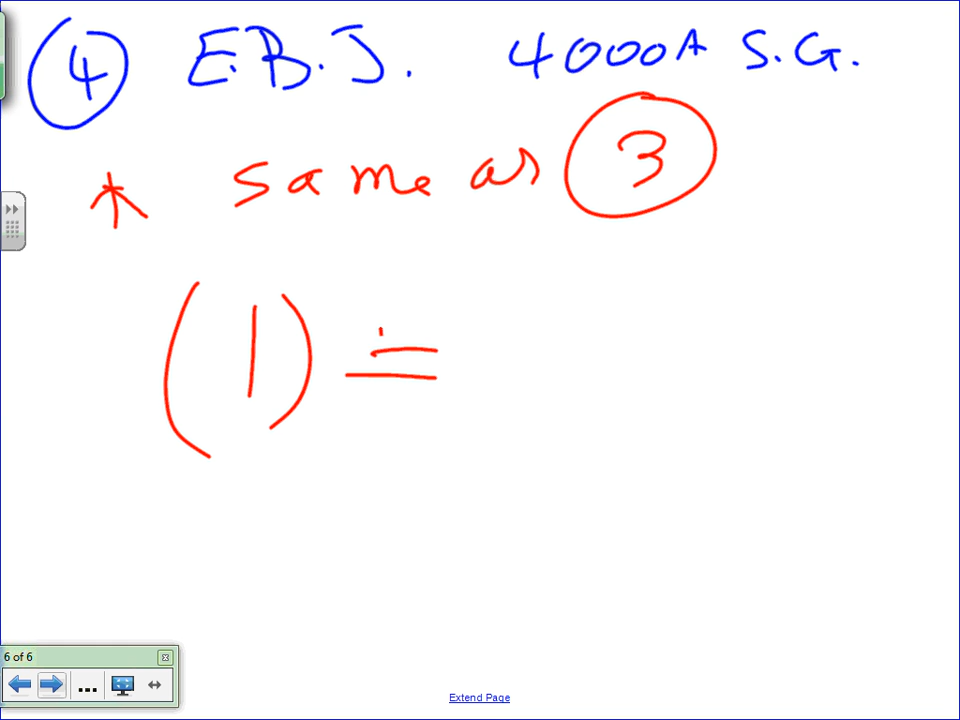 4 E.B.J. 4000A S.G.
* same as 3
(1) ≐
6 of 6
...
Extend Page